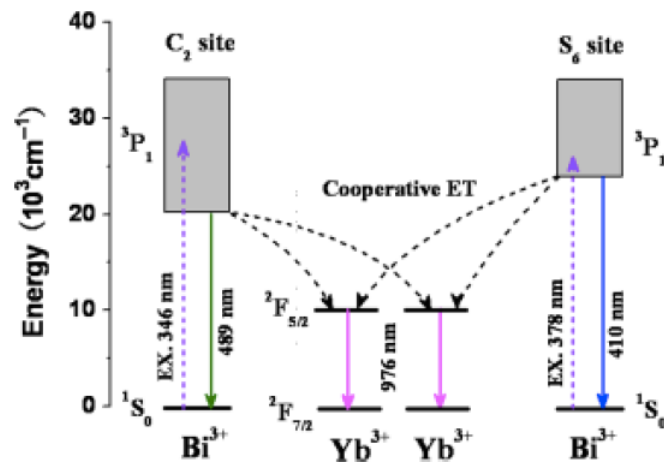 C₂ site
S₆ site
Energy (10³cm⁻¹)
40
30
20
10
0
³P₁
³P₁
Cooperative ET
EX. 346 nm
489 nm
²F₅/₂
976 nm
EX. 378 nm
410 nm
¹S₀
²F₇/₂
¹S₀
Bi³⁺
Yb³⁺
Yb³⁺
Bi³⁺